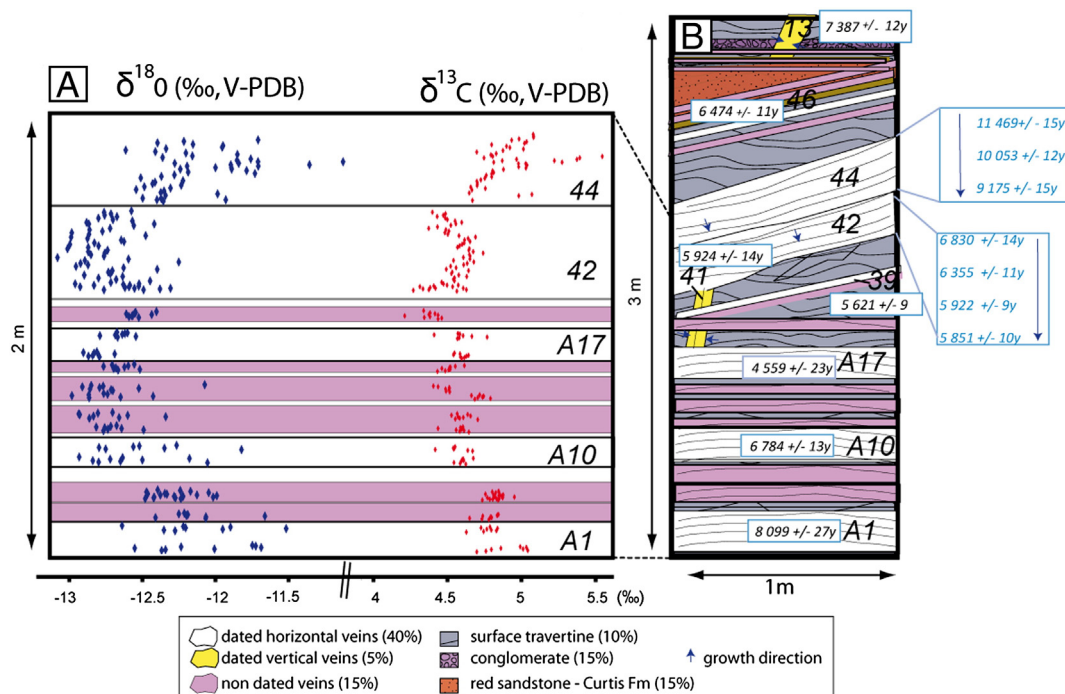 A
δ18O (‰, V-PDB)
δ13C (‰, V-PDB)
44
42
A17
A10
A1
2 m
-13
-12.5
-12
-11.5
4
4.5
5
5.5
(‰)
B
3 m
13
7 387 +/- 12y
46
6 474 +/- 11y
44
42
5 924 +/- 14y
41
39
5 621 +/- 9
A17
4 559 +/- 23y
A10
6 784 +/- 13y
A1
8 099 +/- 27y
1m
11 469+/- 15y
10 053 +/- 12y
9 175 +/- 15y
6 830 +/- 14y
6 355 +/- 11y
5 922 +/- 9y
5 851 +/- 10y
dated horizontal veins (40%)
dated vertical veins (5%)
non dated veins (15%)
surface travertine (10%)
conglomerate (15%)
red sandstone - Curtis Fm (15%)
growth direction